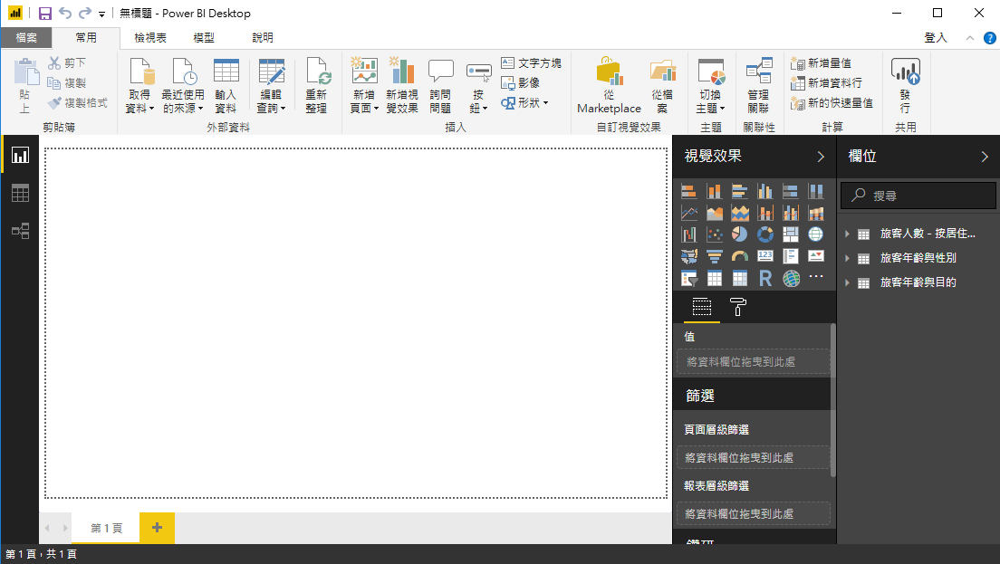 無標題 - Power BI Desktop
檔案 常用 檢視表 模型 說明 登入
貼上
剪下
複製
複製格式
剪貼簿
取得資料
最近使用的來源
輸入資料
編輯查詢
重新整理
外部資料
新增頁面
新增視覺效果
詢問問題
按鈕
文字方塊
影像
形狀
插入
從 Marketplace
從檔案
自訂視覺效果
切換主題
主題
管理關聯
關聯性
新增量值
新增資料行
新的快速量值
計算
發行
共用
視覺效果
123
R
值
將資料欄位拖曳到此處
篩選
頁面層級篩選
將資料欄位拖曳到此處
報表層級篩選
將資料欄位拖曳到此處
欄位
搜尋
旅客人數 - 按居住...
旅客年齡與性別
旅客年齡與目的
第 1 頁
第 1 頁，共 1 頁